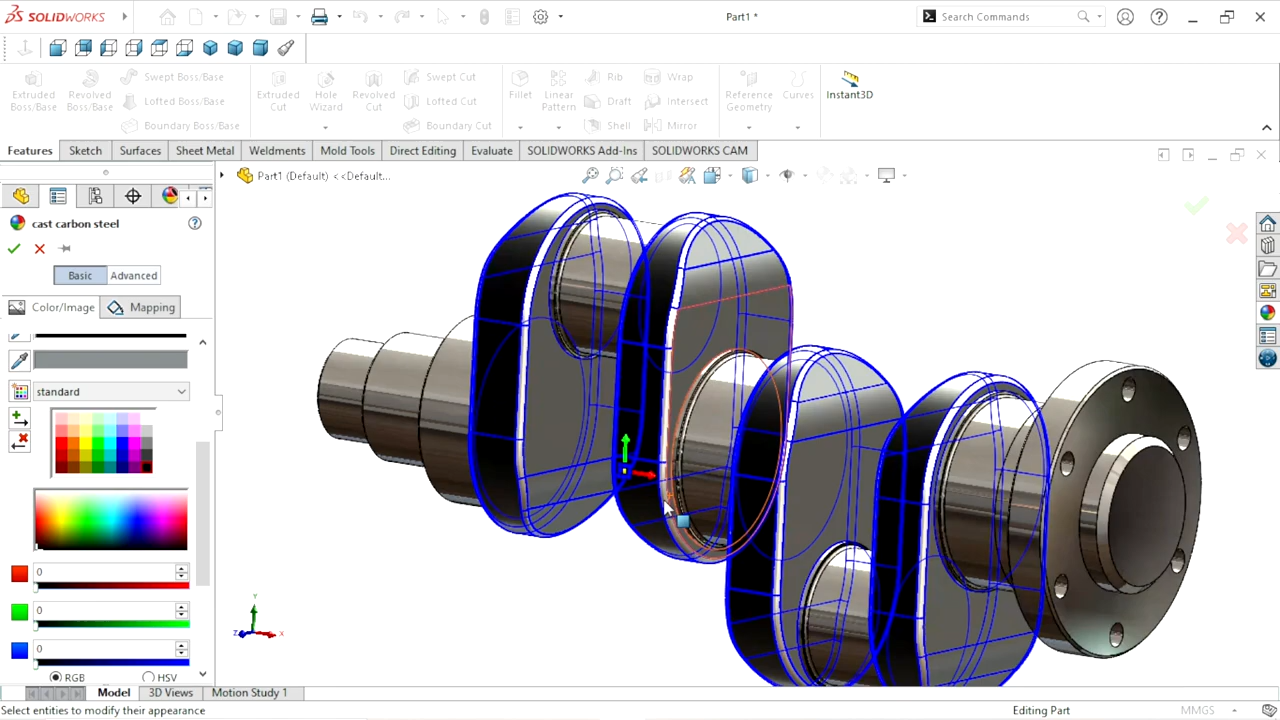 SOLIDWORKS
Part1 *
Search Commands
Extruded Boss/Base
Revolved Boss/Base
Swept Boss/Base
Lofted Boss/Base
Boundary Boss/Base
Extruded Cut
Hole Wizard
Revolved Cut
Swept Cut
Lofted Cut
Boundary Cut
Fillet
Linear Pattern
Rib
Draft
Shell
Wrap
Intersect
Mirror
Reference Geometry
Curves
Instant3D
Features Sketch Surfaces Sheet Metal Weldments Mold Tools Direct Editing Evaluate SOLIDWORKS Add-Ins SOLIDWORKS CAM
Part1 (Default) <<Default...
cast carbon steel
Basic Advanced
Color/Image Mapping
standard
0
0
0
RGB HSV
Y
Z X
Model 3D Views Motion Study 1
Select entities to modify their appearance
Editing Part
MMGS